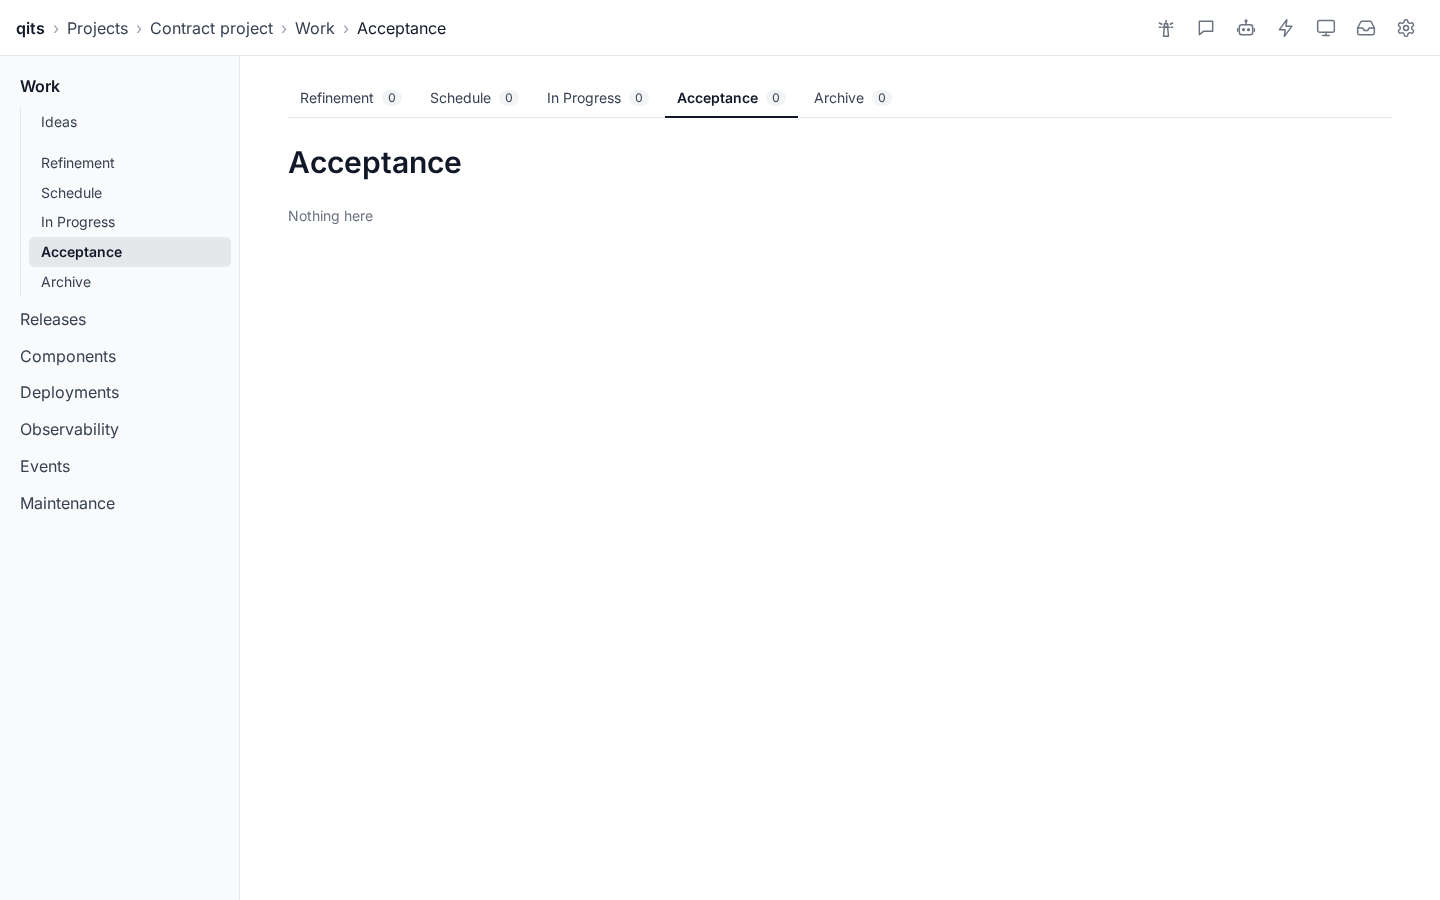 qits › Projects › Contract project › Work › Acceptance
Work
Ideas
Refinement
Schedule
In Progress
Acceptance
Archive
Releases
Components
Deployments
Observability
Events
Maintenance
Refinement 0 Schedule 0 In Progress 0 Acceptance 0 Archive 0
Acceptance
Nothing here